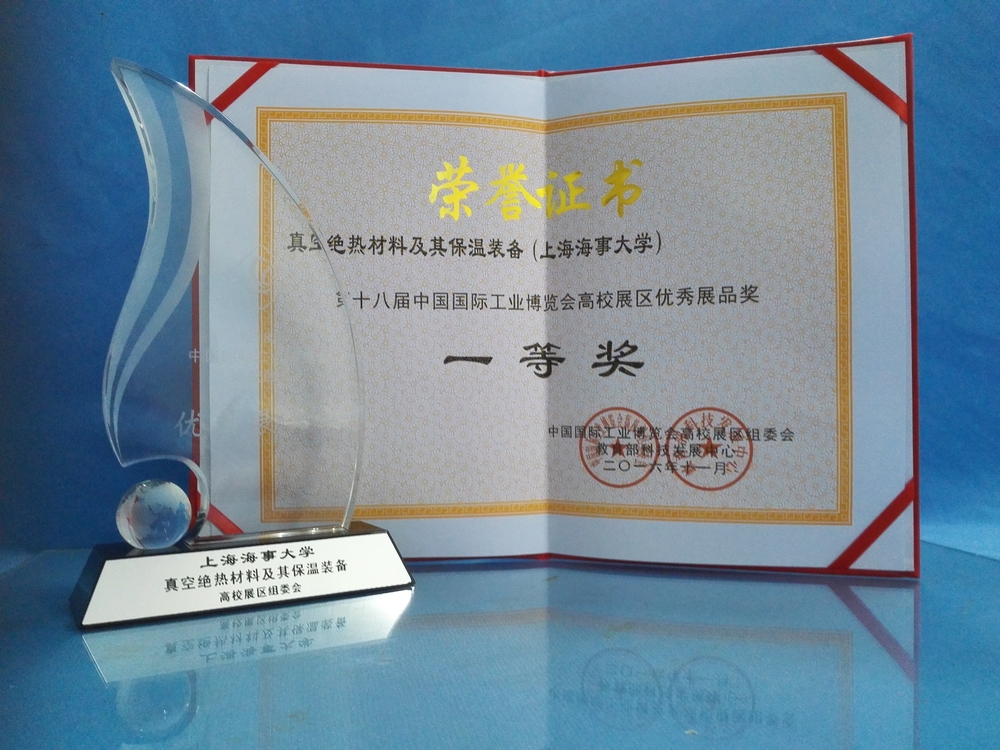 荣誉证书
真空绝热材料及其保温装备（上海海事大学）
第十八届中国国际工业博览会高校展区优秀展品奖
一等奖
中国国际工业博览会高校展区组委会
教育部科技发展中心
二〇一六年十一月
中
优
上海海事大学
真空绝热材料及其保温装备
高校展区组委会